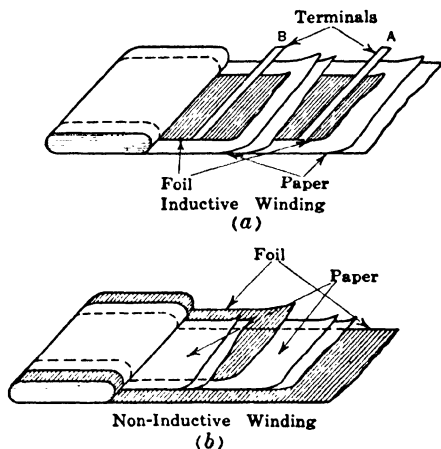 Terminals
B
A
Foil
Paper
Inductive Winding
(a)
Foil
Paper
Non-Inductive Winding
(b)